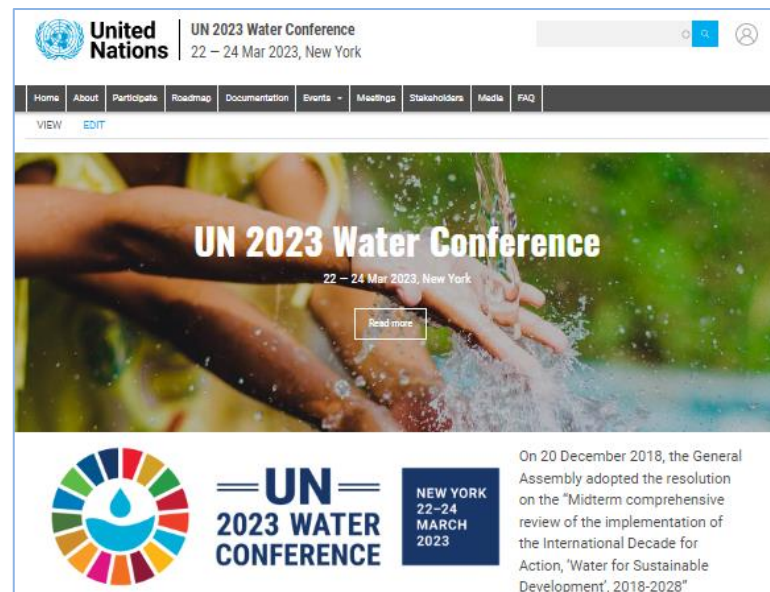 United
Nations
UN 2023 Water Conference
22 – 24 Mar 2023, New York
Home About Participate Roadmap Documentation Events Meetings Stakeholders Media FAQ
VIEW EDIT
UN 2023 Water Conference
22 – 24 Mar 2023, New York
Read more
UN
2023 WATER
CONFERENCE
NEW YORK
22–24
MARCH
2023
On 20 December 2018, the General
Assembly adopted the resolution
on the “Midterm comprehensive
review of the implementation of
the International Decade for
Action, ‘Water for Sustainable
Development’, 2018-2028”